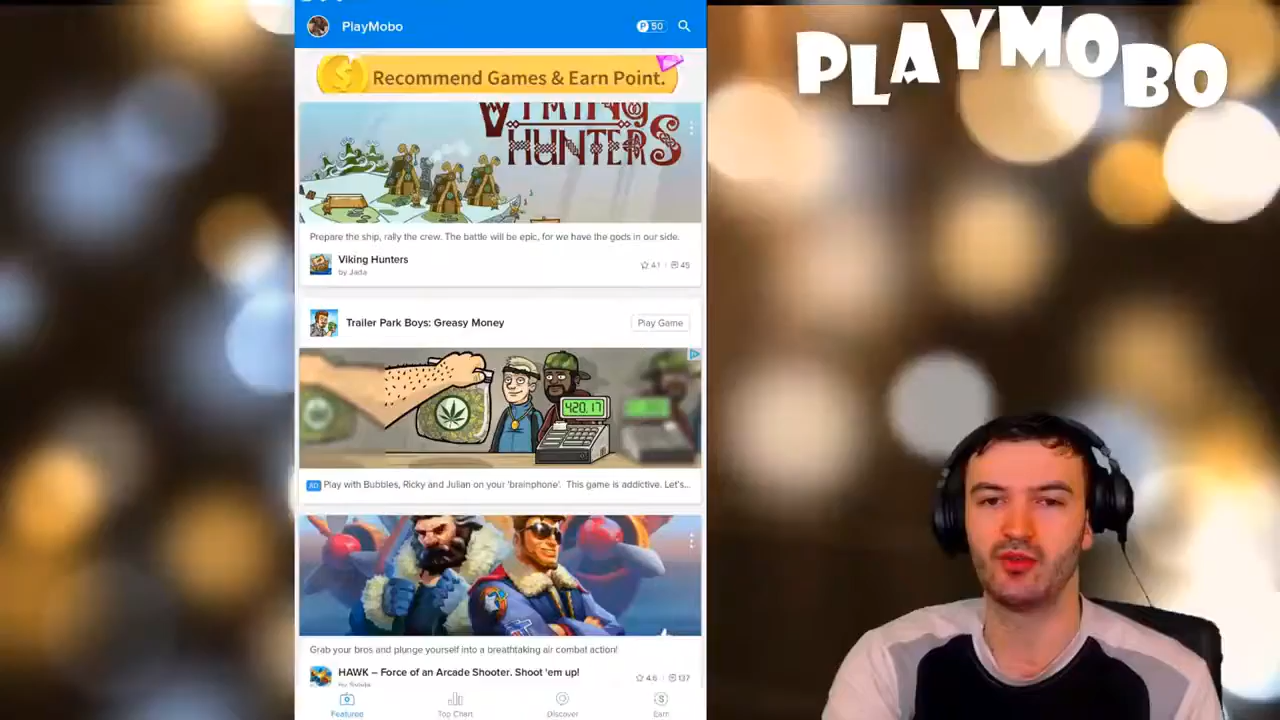 PlayMobo
P 50
Recommend Games & Earn Point.
VIKING
HUNTERS
Prepare the ship, rally the crew. The battle will be epic, for we have the gods in our side.
Viking Hunters
by Jada
4.1 | 45
Trailer Park Boys: Greasy Money
Play Game
420.17
AD Play with Bubbles, Ricky and Julian on your 'brainphone'. This game is addictive. Let's...
Grab your bros and plunge yourself into a breathtaking air combat action!
HAWK – Force of an Arcade Shooter. Shoot 'em up!
4.6 | 137
Featured
Top Chart
Discover
Earn
PLAYMOBO